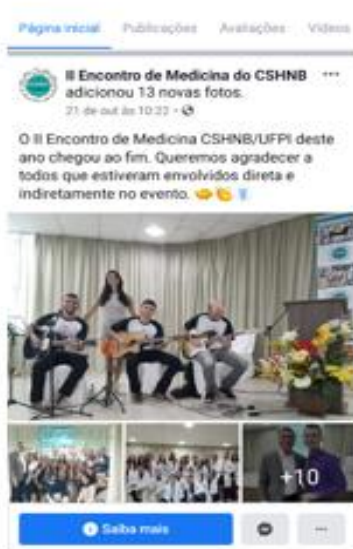 Página inicial Publicações Avaliações Vídeos
II Encontro de Medicina do CSHNB
adicionou 13 novas fotos.
21 de out às 10:22
O II Encontro de Medicina CSHNB/UFPI deste
ano chegou ao fim. Queremos agradecer a
todos que estiveram envolvidos direta e
indiretamente no evento.
+10
Saiba mais